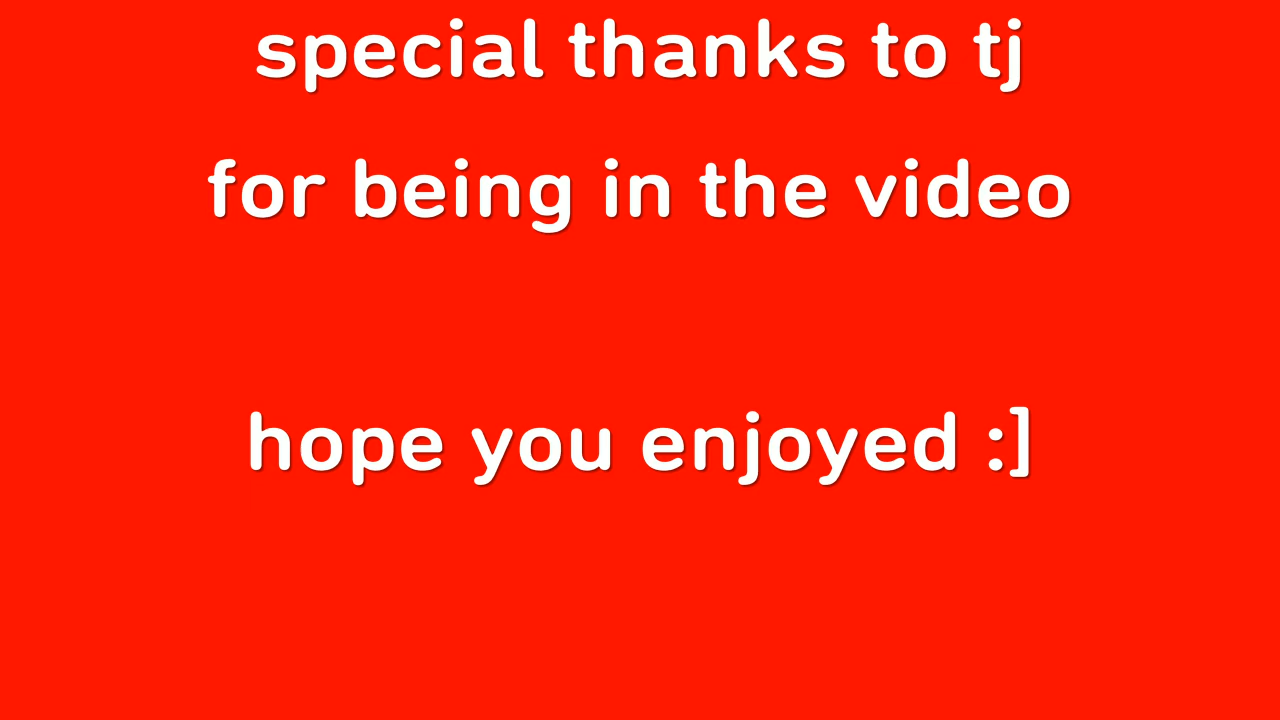 special thanks to tj
for being in the video
hope you enjoyed :]